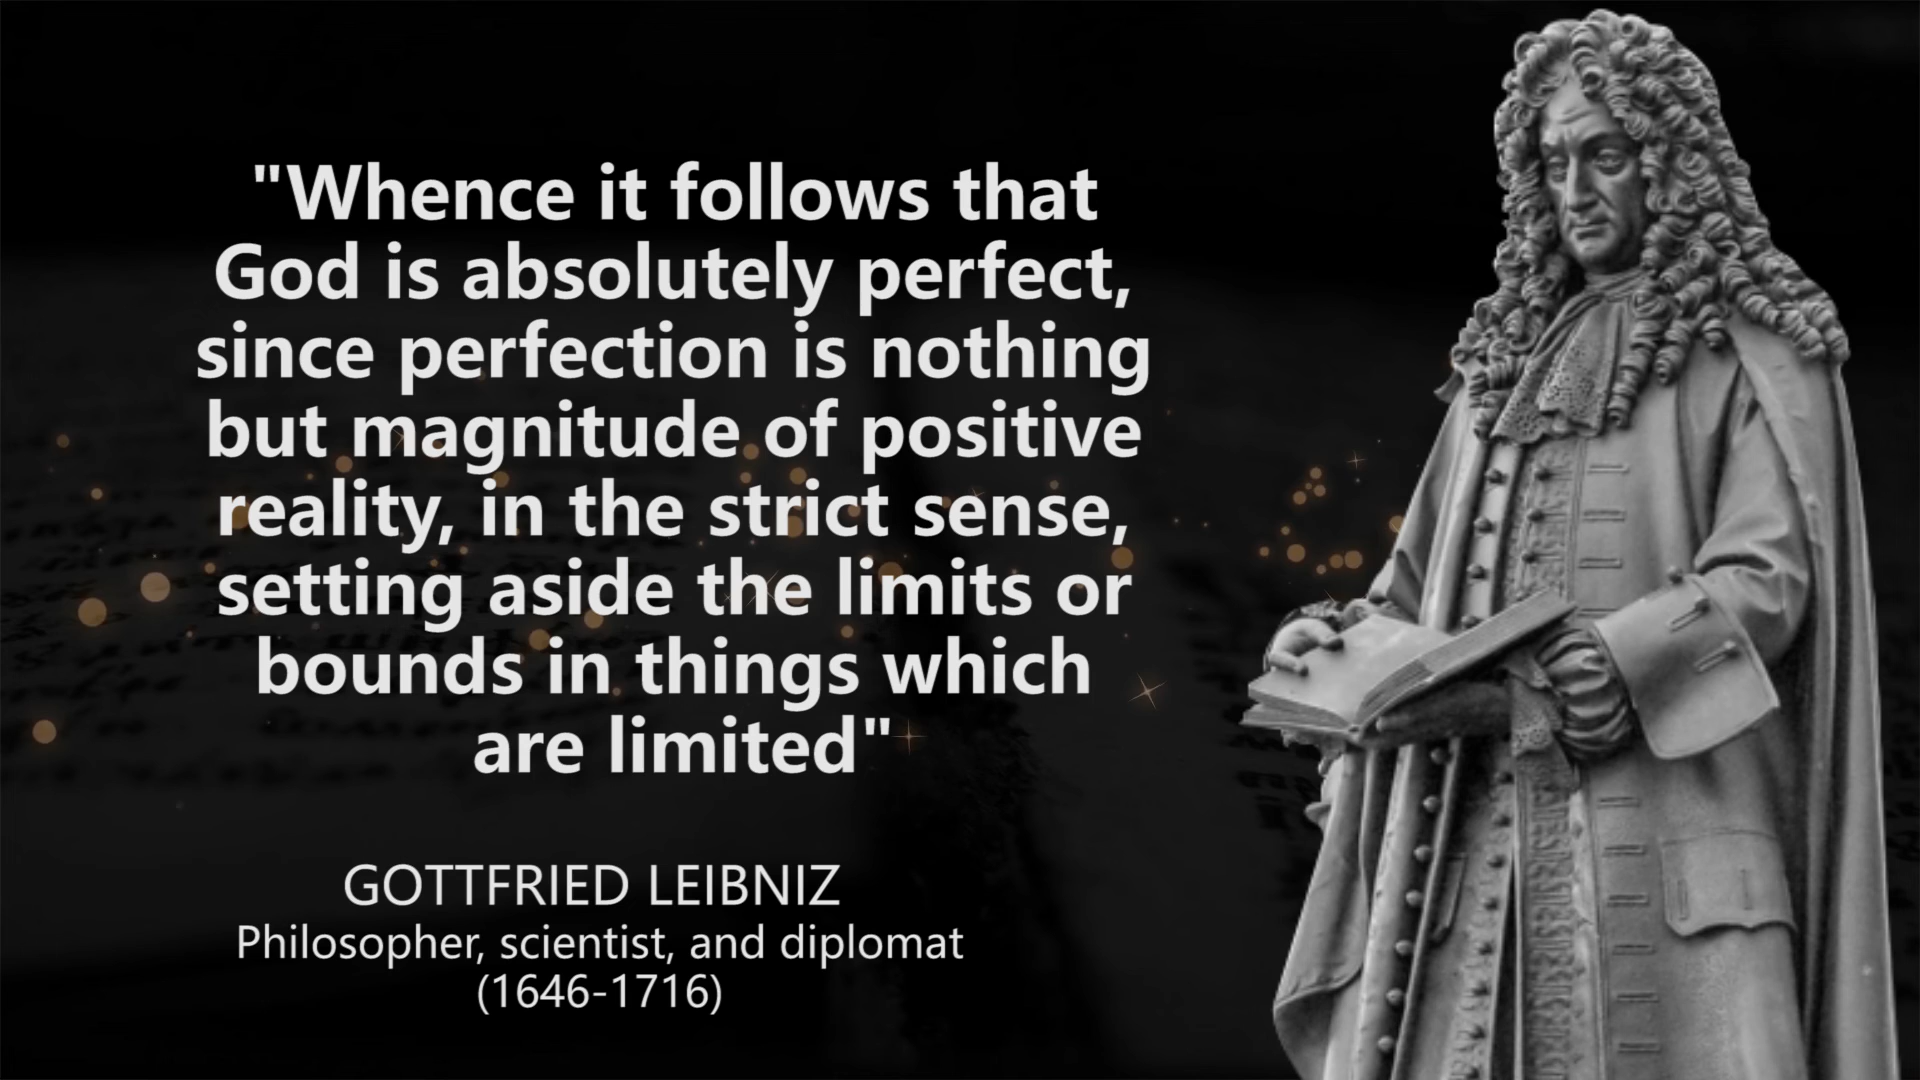 "Whence it follows that
God is absolutely perfect,
since perfection is nothing
but magnitude of positive
reality, in the strict sense,
setting aside the limits or
bounds in things which
are limited"
GOTTFRIED LEIBNIZ
Philosopher, scientist, and diplomat
(1646-1716)